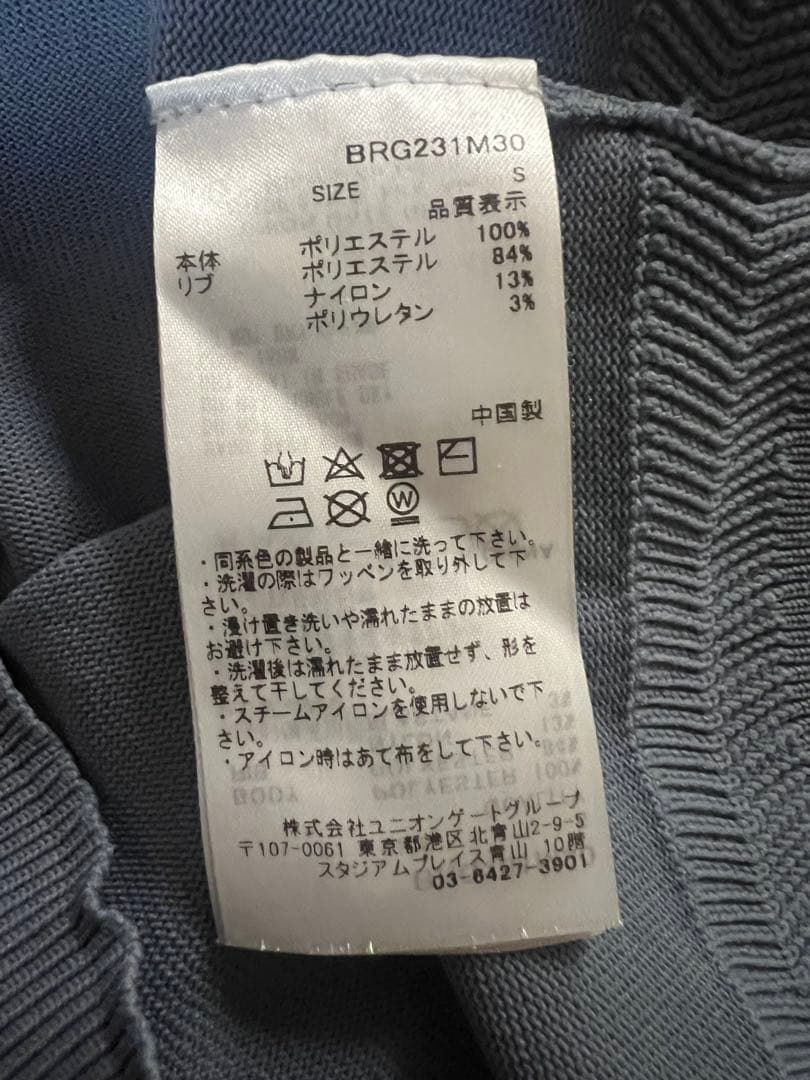 BRG231M30
SIZE S
品質表示
本体 ポリエステル 100%
リブ ポリエステル 84%
ナイロン 13%
ポリウレタン 3%
中国製
W
・同系色の製品と一緒に洗って下さい。
・洗濯の際はワッペンを取り外して下
さい。
・浸け置き洗いや濡れたままの放置は
お避け下さい。
・洗濯後は濡れたまま放置せず、形を
整えて干してください。
・スチームアイロンを使用しないで下
さい。
・アイロン時はあて布をして下さい。
株式会社ユニオンゲートグループ
〒107-0061 東京都港区北青山2-9-5
スタジアムプレイス青山 10階
03-6427-3901
BODY POLYESTER 100%